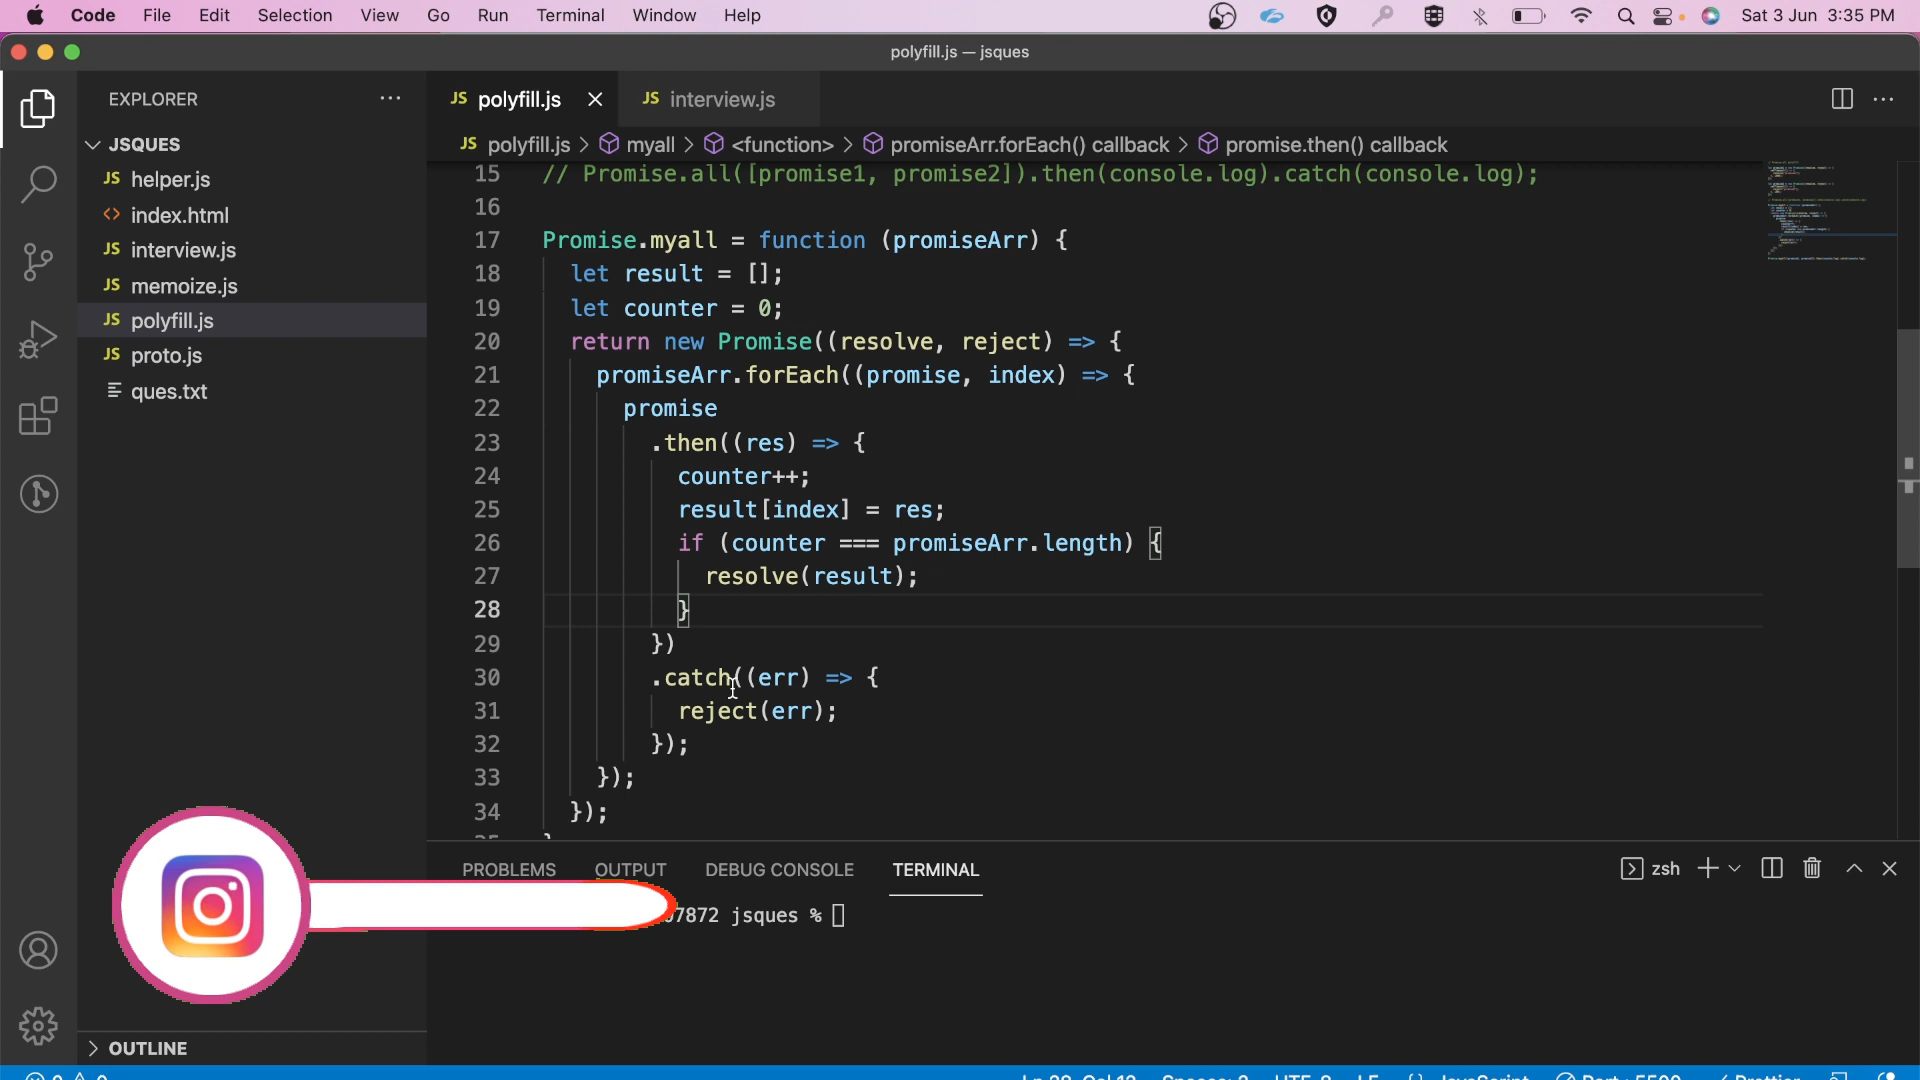 Code File Edit Selection View Go Run Terminal Window Help Sat 3 Jun 3:35 PM
polyfill.js — jsques
EXPLORER
JSQUES
JS helper.js
<> index.html
JS interview.js
JS memoize.js
JS polyfill.js
JS proto.js
ques.txt
OUTLINE
JS polyfill.js
JS interview.js
JS polyfill.js > myall > <function> > promiseArr.forEach() callback > promise.then() callback
15 // Promise.all([promise1, promise2]).then(console.log).catch(console.log);
16
17 Promise.myall = function (promiseArr) {
18 let result = [];
19 let counter = 0;
20 return new Promise((resolve, reject) => {
21 promiseArr.forEach((promise, index) => {
22 promise
23 .then((res) => {
24 counter++;
25 result[index] = res;
26 if (counter === promiseArr.length) {
27 resolve(result);
28 }
29 })
30 .catch((err) => {
31 reject(err);
32 });
33 });
34 });
PROBLEMS OUTPUT DEBUG CONSOLE TERMINAL zsh
7872 jsques %